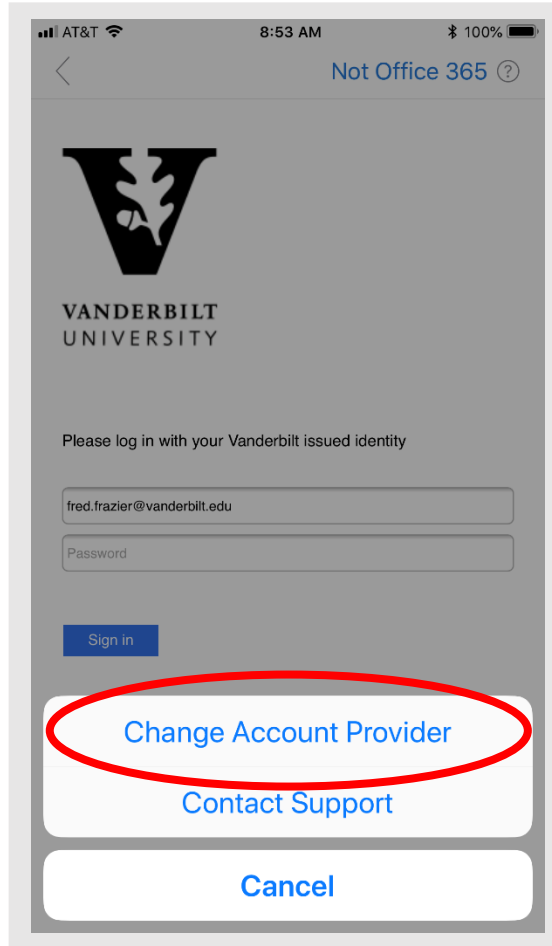 AT&T 8:53 AM 100%
Not Office 365 ?
V
VANDERBILT
UNIVERSITY
Please log in with your Vanderbilt issued identity
fred.frazier@vanderbilt.edu
Password
Sign in
Change Account Provider
Contact Support
Cancel